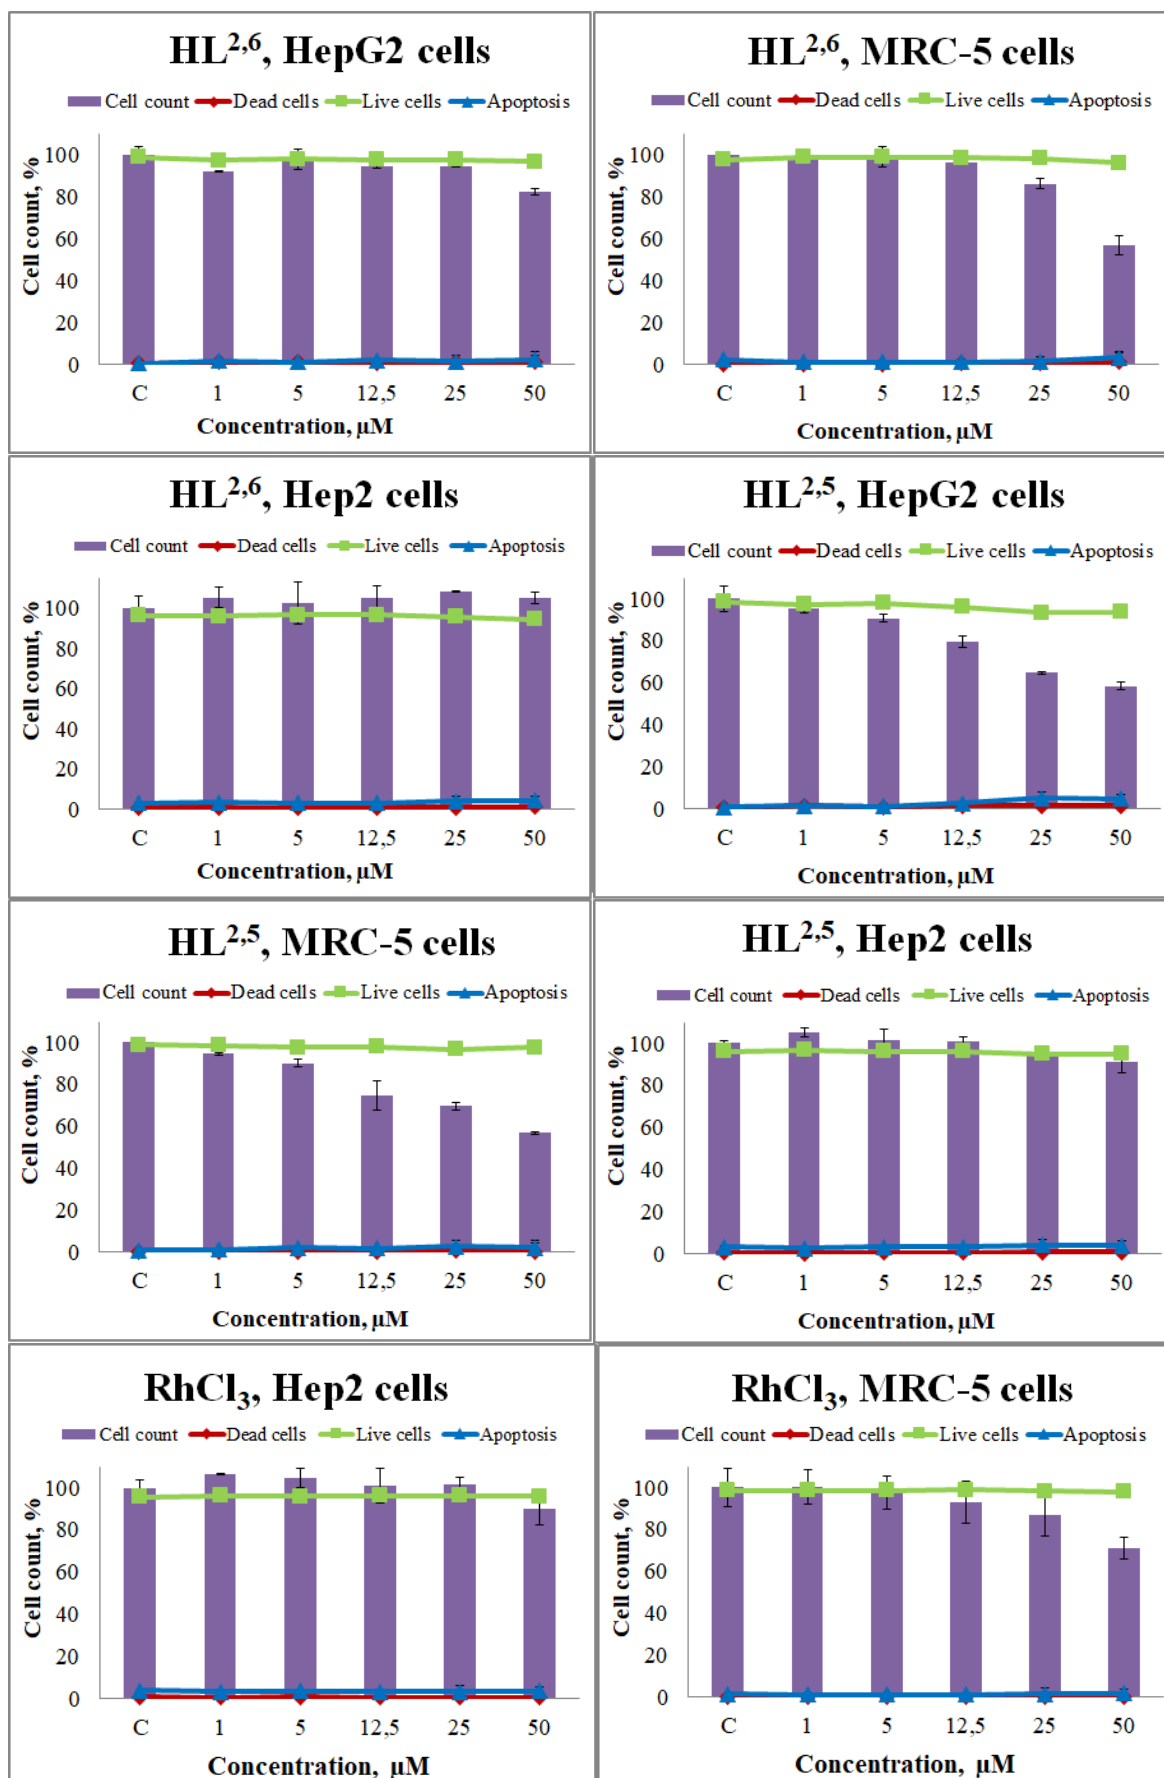 HL2,6, HepG2 cells
Cell count Dead cells Live cells Apoptosis
100
80
60
40
20
0
Cell count, %
C 1 5 12,5 25 50
Concentration, µM
HL2,6, MRC-5 cells
Cell count Dead cells Live cells Apoptosis
100
80
60
40
20
0
Cell count, %
C 1 5 12,5 25 50
Concentration, µM
HL2,6, Hep2 cells
Cell count Dead cells Live cells Apoptosis
100
80
60
40
20
0
Cell count, %
C 1 5 12,5 25 50
Concentration, µM
HL2,5, HepG2 cells
Cell count Dead cells Live cells Apoptosis
100
80
60
40
20
0
Cell count, %
C 1 5 12,5 25 50
Concentration, µM
HL2,5, MRC-5 cells
Cell count Dead cells Live cells Apoptosis
100
80
60
40
20
0
Cell count, %
C 1 5 12,5 25 50
Concentration, µM
HL2,5, Hep2 cells
Cell count Dead cells Live cells Apoptosis
100
80
60
40
20
0
Cell count, %
C 1 5 12,5 25 50
Concentration, µM
RhCl3, Hep2 cells
Cell count Dead cells Live cells Apoptosis
100
80
60
40
20
0
Cell count, %
C 1 5 12,5 25 50
Concentration, µM
RhCl3, MRC-5 cells
Cell count Dead cells Live cells Apoptosis
100
80
60
40
20
0
Cell count, %
C 1 5 12,5 25 50
Concentration, µM